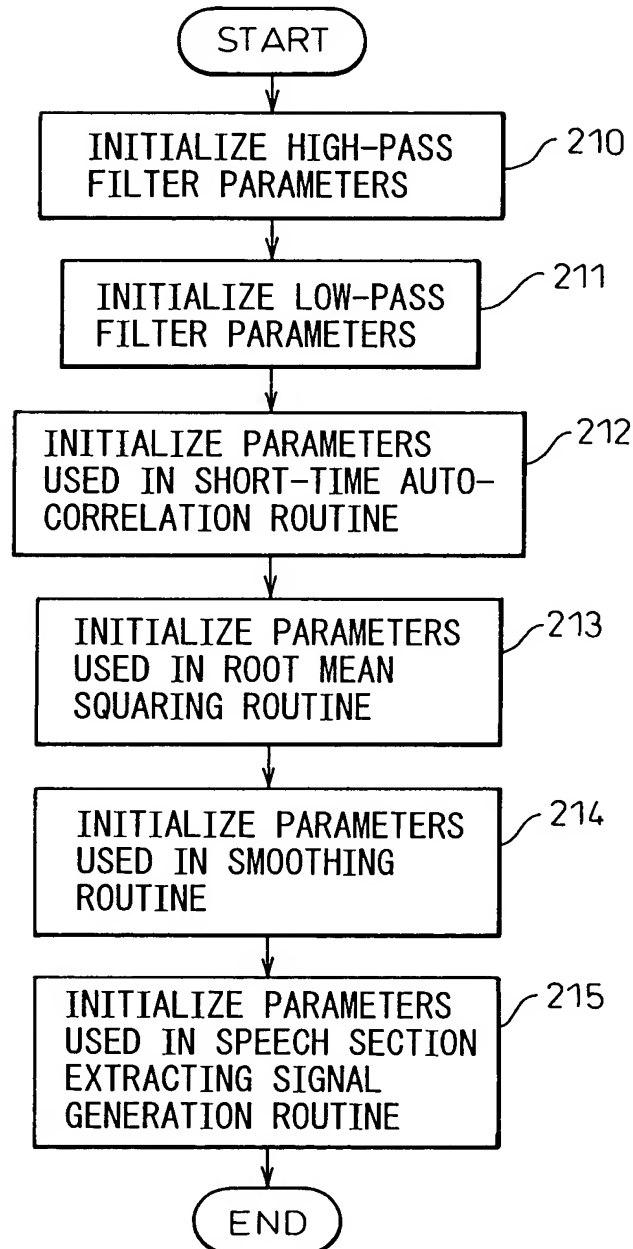 START
INITIALIZE HIGH-PASS
FILTER PARAMETERS
210
INITIALIZE LOW-PASS
FILTER PARAMETERS
211
INITIALIZE PARAMETERS
USED IN SHORT-TIME AUTO-
CORRELATION ROUTINE
212
INITIALIZE PARAMETERS
USED IN ROOT MEAN
SQUARING ROUTINE
213
INITIALIZE PARAMETERS
USED IN SMOOTHING
ROUTINE
214
INITIALIZE PARAMETERS
USED IN SPEECH SECTION
EXTRACTING SIGNAL
GENERATION ROUTINE
215
END